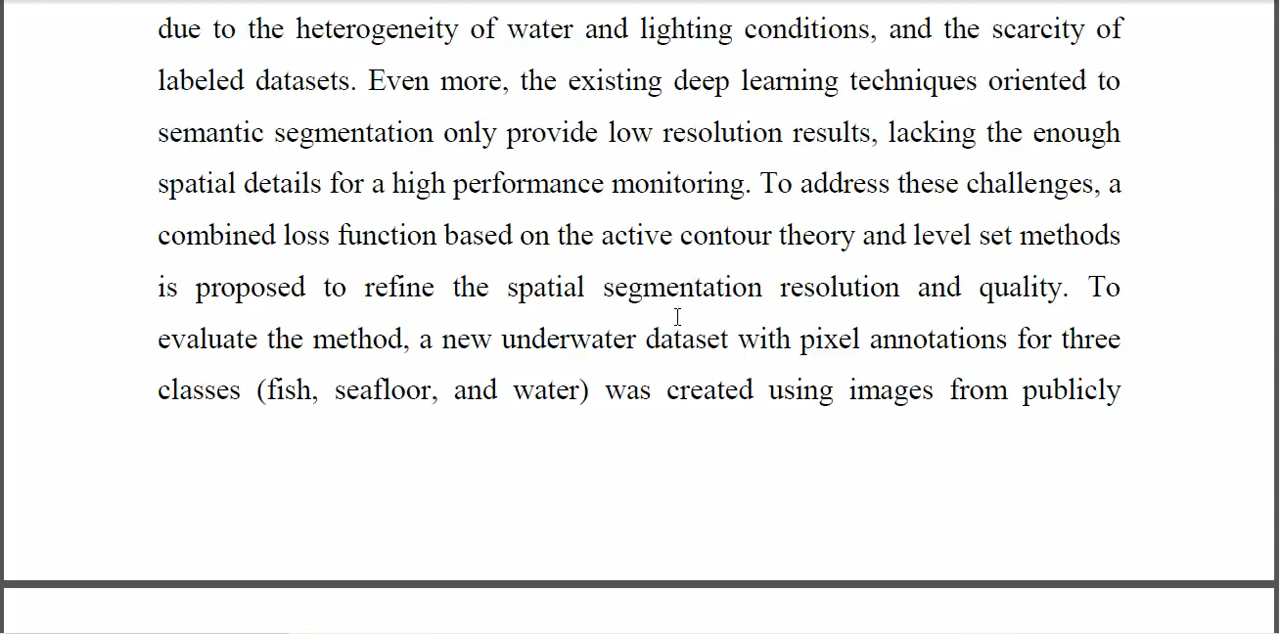 due to the heterogeneity of water and lighting conditions, and the scarcity of
labeled datasets. Even more, the existing deep learning techniques oriented to
semantic segmentation only provide low resolution results, lacking the enough
spatial details for a high performance monitoring. To address these challenges, a
combined loss function based on the active contour theory and level set methods
is proposed to refine the spatial segmentation resolution and quality. To
evaluate the method, a new underwater dataset with pixel annotations for three
classes (fish, seafloor, and water) was created using images from publicly